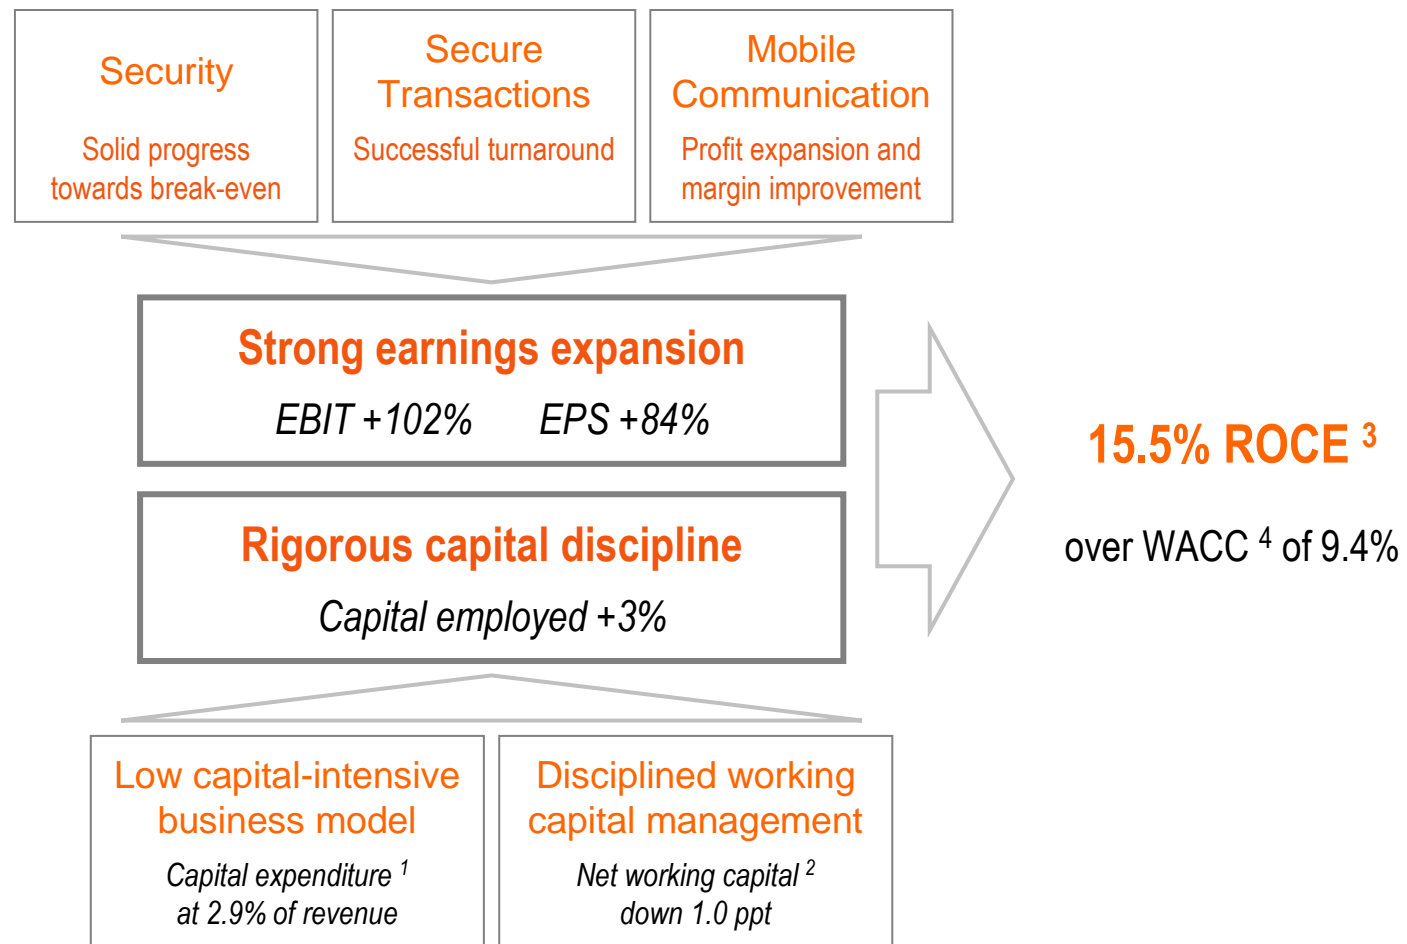 Security
Solid progress
towards break-even
Secure
Transactions
Successful turnaround
Mobile
Communication
Profit expansion and
margin improvement
Strong earnings expansion
EBIT +102% EPS +84%
Rigorous capital discipline
Capital employed +3%
15.5% ROCE 3
over WACC 4 of 9.4%
Low capital-intensive
business model
Capital expenditure 1
at 2.9% of revenue
Disciplined working
capital management
Net working capital 2
down 1.0 ppt